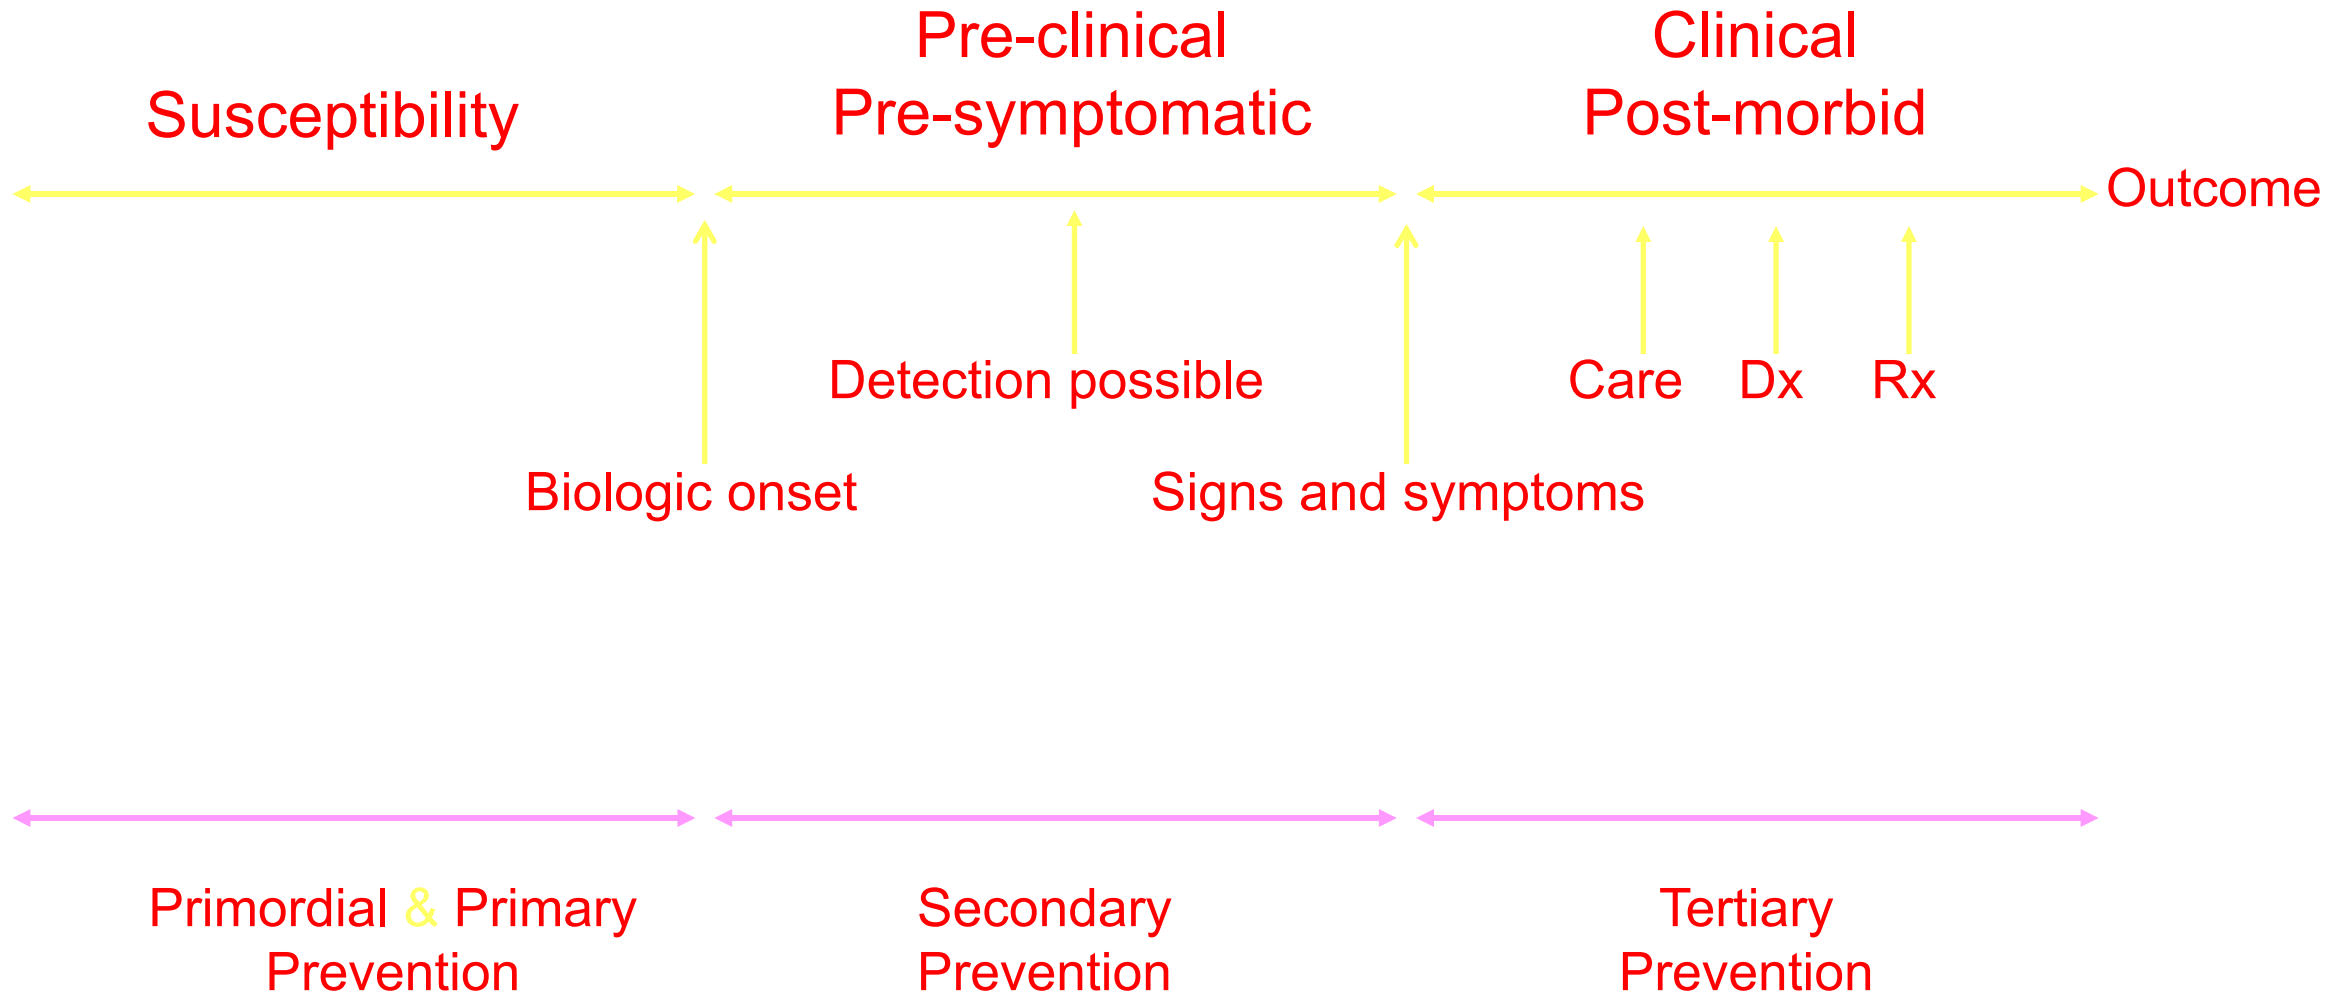 Susceptibility
Pre-clinical
Pre-symptomatic
Clinical
Post-morbid
Outcome
Detection possible
Care
Dx
Rx
Biologic onset
Signs and symptoms
Primordial & Primary
Prevention
Secondary
Prevention
Tertiary
Prevention